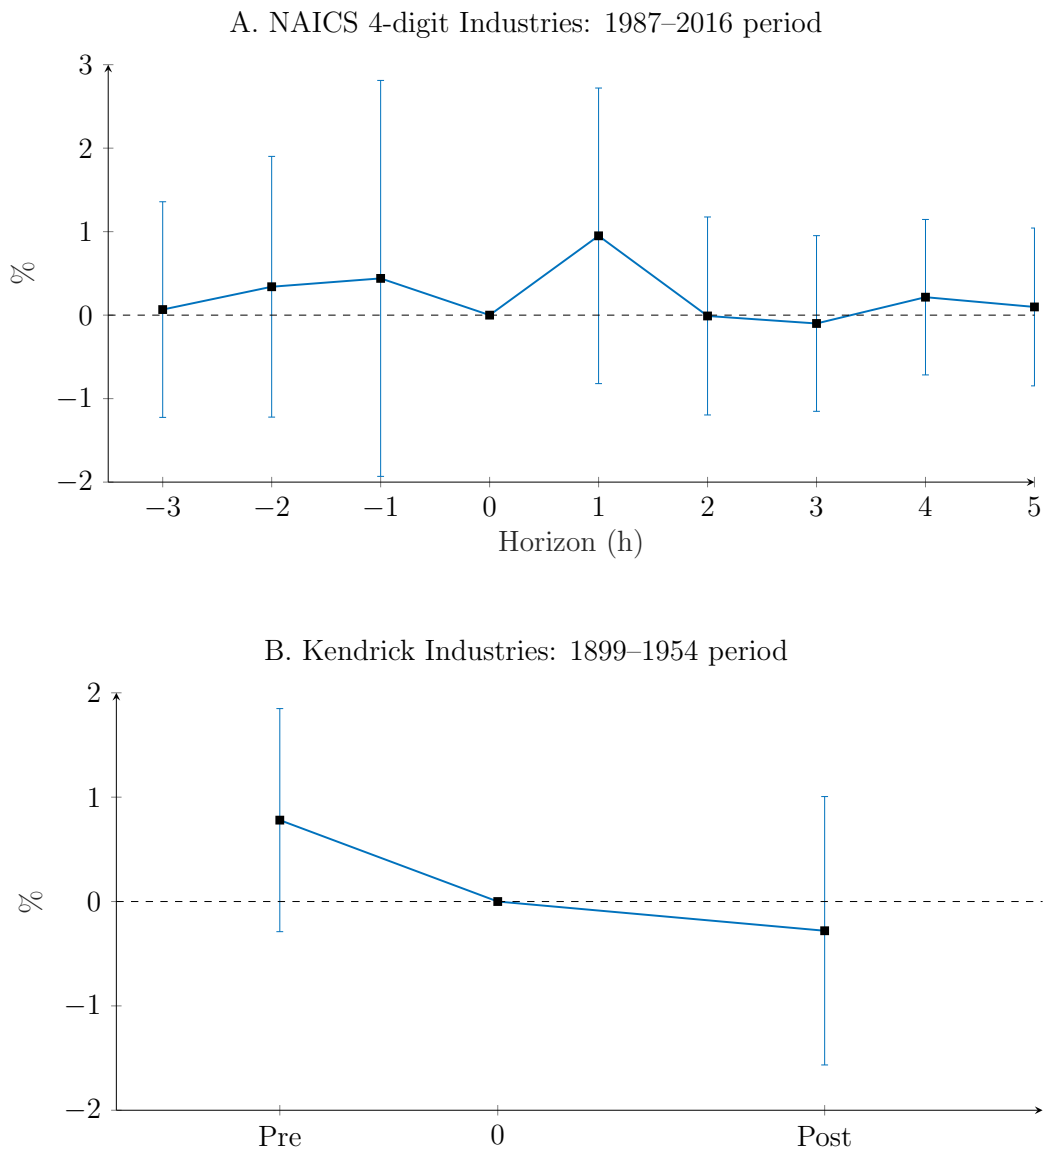 A. NAICS 4-digit Industries: 1987–2016 period
3
2
1
0
−1
−2
%
−3 −2 −1 0 1 2 3 4 5
Horizon (h)
B. Kendrick Industries: 1899–1954 period
2
1
0
−1
−2
%
Pre 0 Post